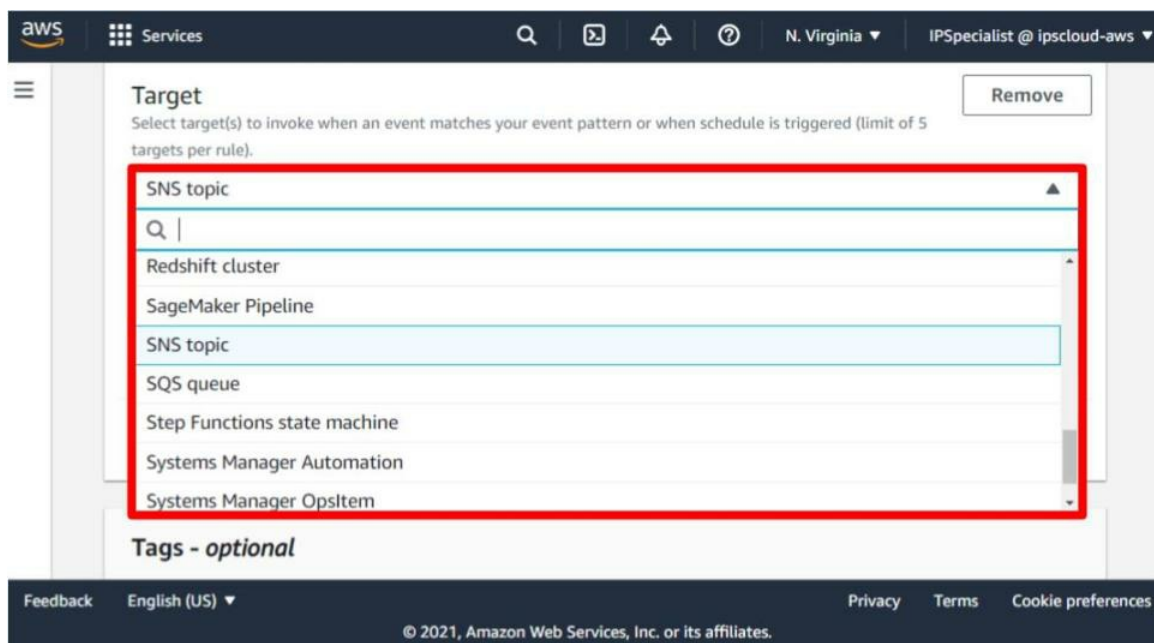 aws Services N. Virginia ▼ IPSpecialist @ ipscloud-aws ▼
Target
Remove
Select target(s) to invoke when an event matches your event pattern or when schedule is triggered (limit of 5
targets per rule).
SNS topic
Redshift cluster
SageMaker Pipeline
SNS topic
SQS queue
Step Functions state machine
Systems Manager Automation
Systems Manager OpsItem
Tags - optional
Feedback English (US) ▼ Privacy Terms Cookie preferences
© 2021, Amazon Web Services, Inc. or its affiliates.